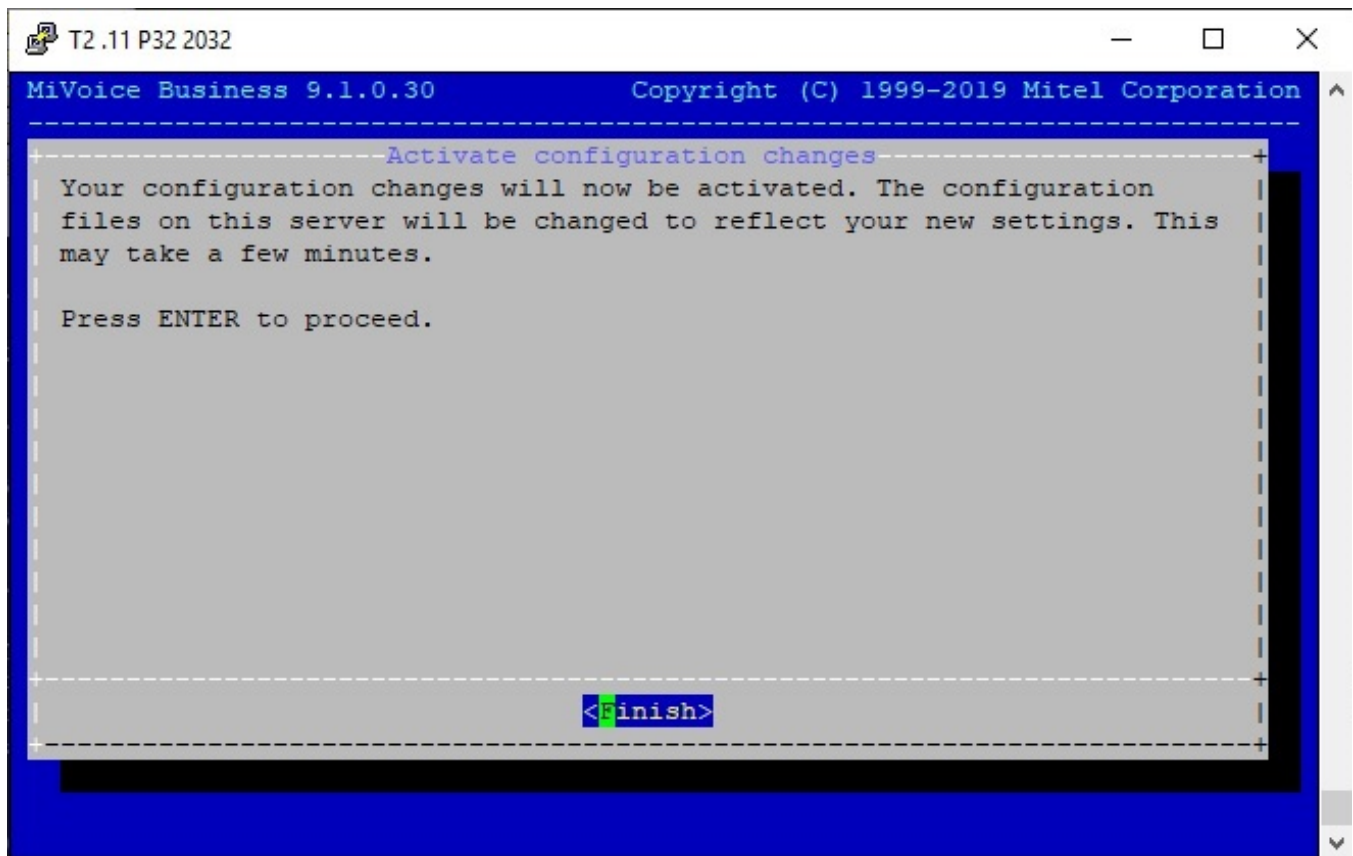 T2 .11 P32 2032
MiVoice Business 9.1.0.30 Copyright (C) 1999-2019 Mitel Corporation
Activate configuration changes
Your configuration changes will now be activated. The configuration
files on this server will be changed to reflect your new settings. This
may take a few minutes.
Press ENTER to proceed.
<Finish>